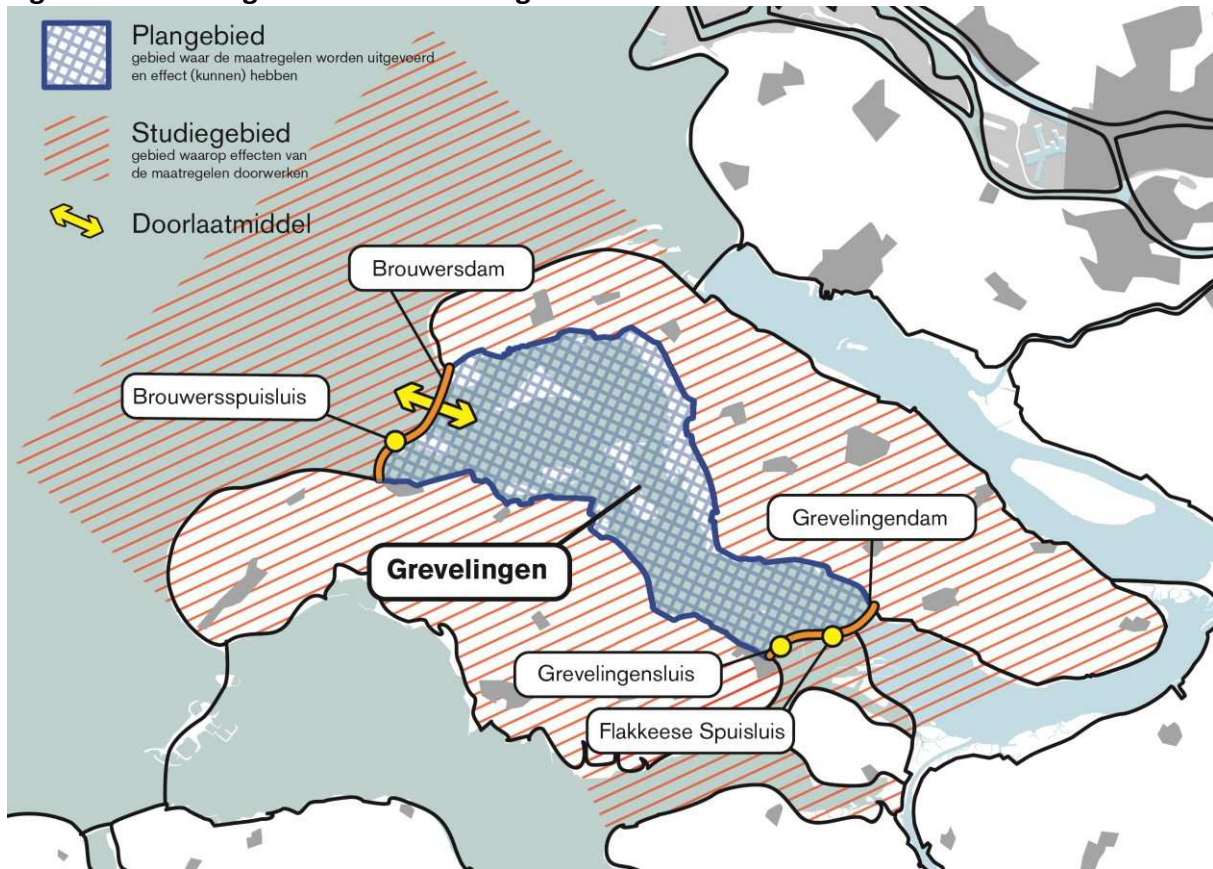 Plangebied
gebied waar de maatregelen worden uitgevoerd
en effect (kunnen) hebben
Studiegebied
gebied waarop effecten van
de maatregelen doorwerken
Doorlaatmiddel
Brouwersdam
Brouwersspuisluis
Grevelingendam
Grevelingen
Grevelingensluis
Flakkeese Spuisluis